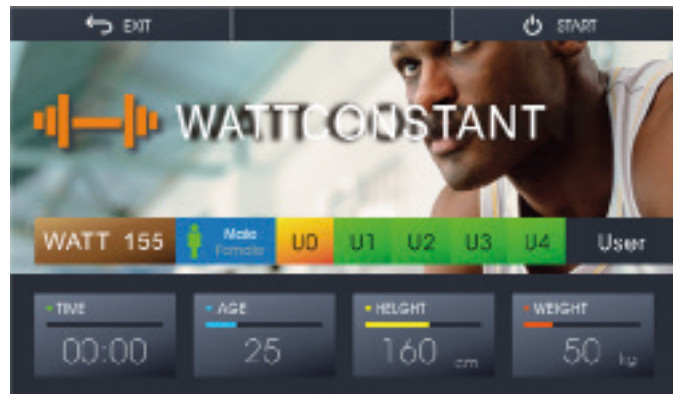 EXIT START
WATTCONSTANT
WATT 155 Male U0 U1 U2 U3 U4 User
Female
TIME AGE HEIGHT WEIGHT
00:00 25 160 cm 50 kg